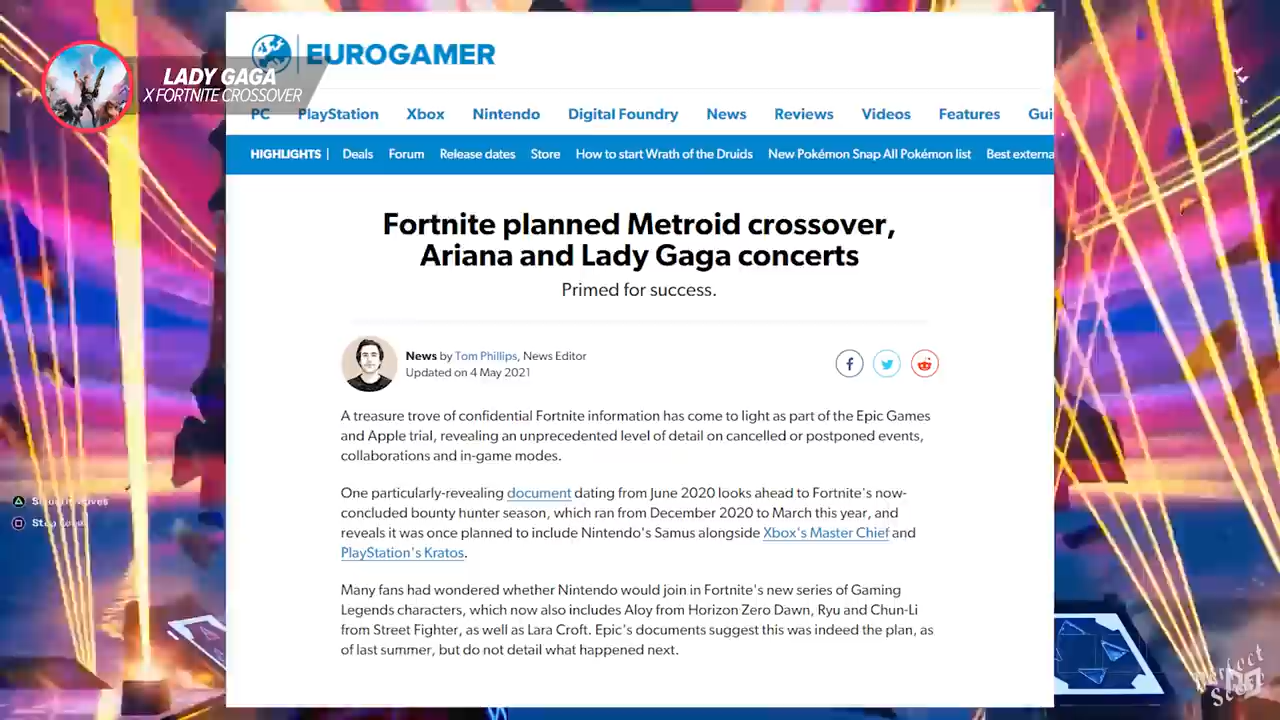 LADY GAGA
X FORTNITE CROSSOVER
EUROGAMER
PC PlayStation Xbox Nintendo Digital Foundry News Reviews Videos Features Gui
HIGHLIGHTS | Deals Forum Release dates Store How to start Wrath of the Druids New Pokémon Snap All Pokémon list Best externa
Fortnite planned Metroid crossover,
Ariana and Lady Gaga concerts
Primed for success.
News by Tom Phillips, News Editor
Updated on 4 May 2021
A treasure trove of confidential Fortnite information has come to light as part of the Epic Games
and Apple trial, revealing an unprecedented level of detail on cancelled or postponed events,
collaborations and in-game modes.
One particularly-revealing document dating from June 2020 looks ahead to Fortnite's now-
concluded bounty hunter season, which ran from December 2020 to March this year, and
reveals it was once planned to include Nintendo's Samus alongside Xbox's Master Chief and
PlayStation's Kratos.
Many fans had wondered whether Nintendo would join in Fortnite's new series of Gaming
Legends characters, which now also includes Aloy from Horizon Zero Dawn, Ryu and Chun-Li
from Street Fighter, as well as Lara Croft. Epic's documents suggest this was indeed the plan, as
of last summer, but do not detail what happened next.
Perfect
Score